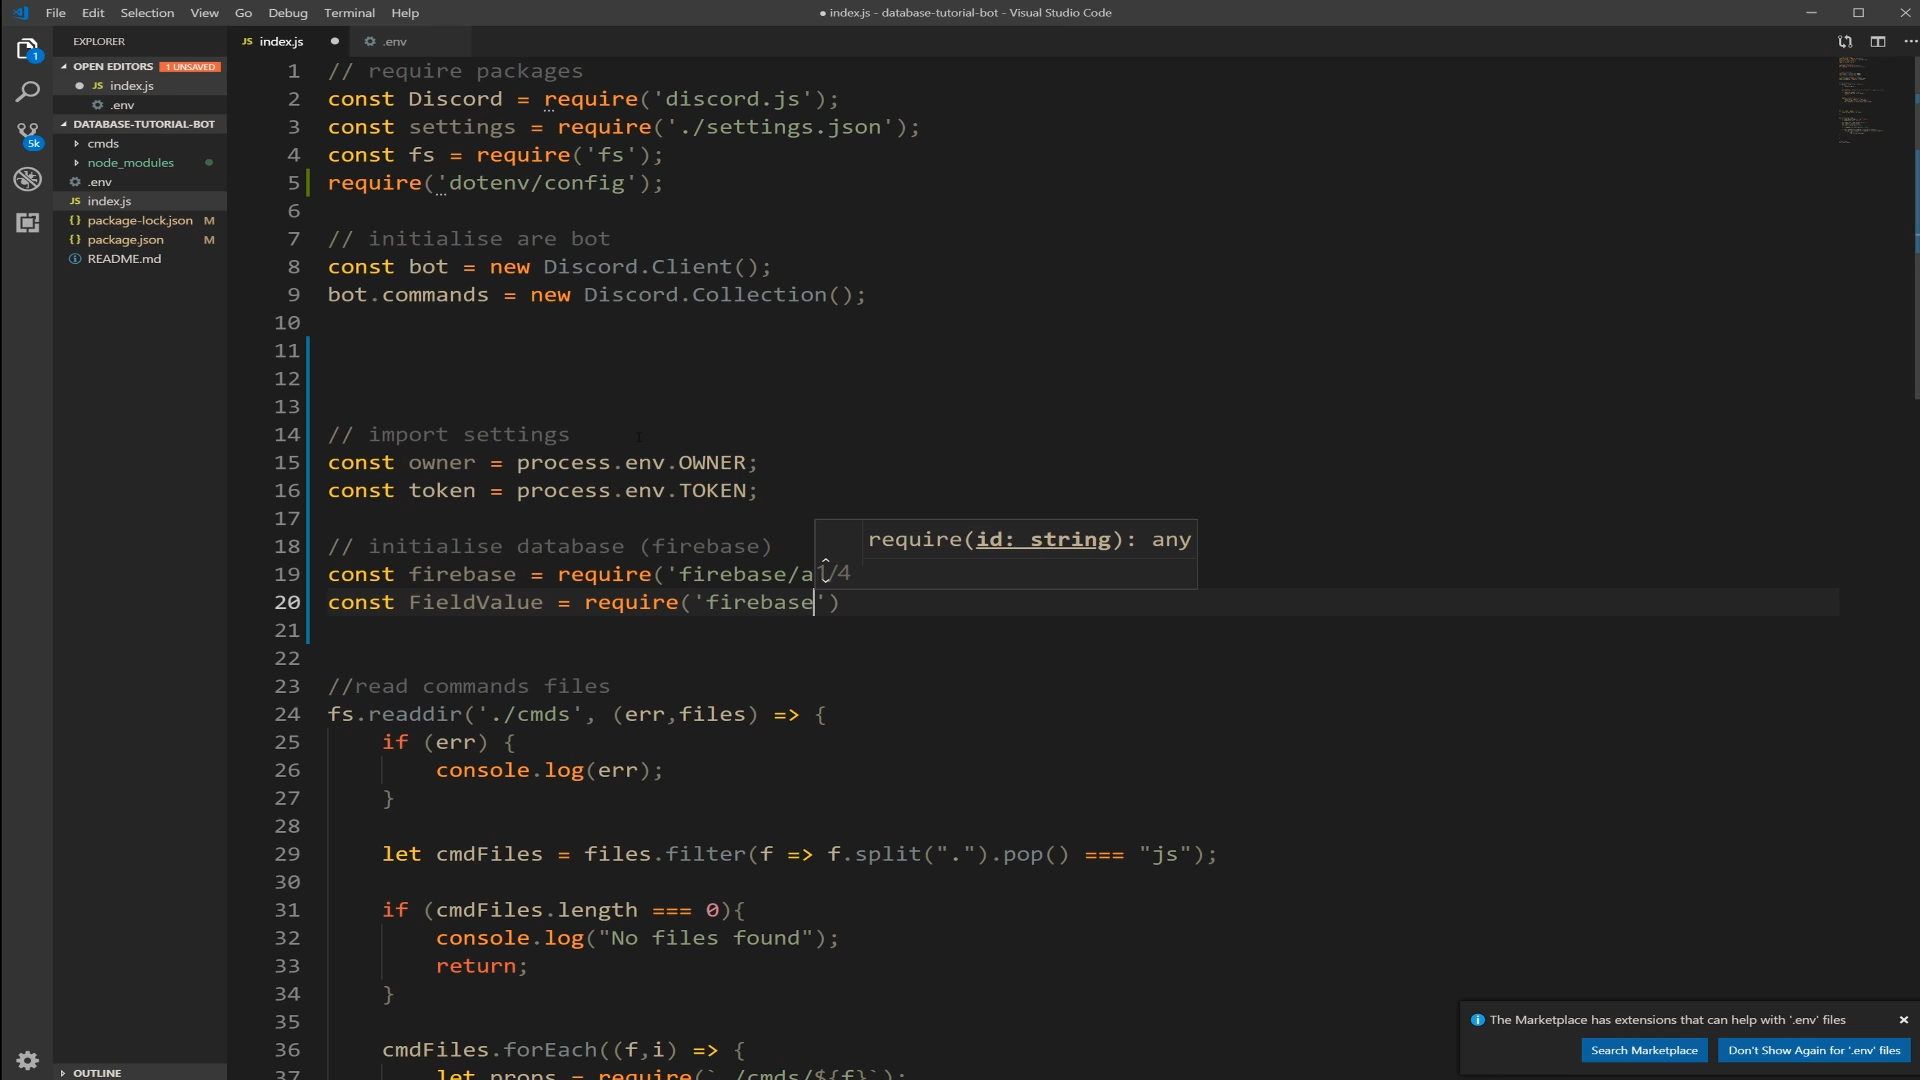 File Edit Selection View Go Debug Terminal Help
● index.js - database-tutorial-bot - Visual Studio Code
EXPLORER
OPEN EDITORS 1 UNSAVED
JS index.js
.env
DATABASE-TUTORIAL-BOT
cmds
node_modules
.env
JS index.js
{} package-lock.json M
{} package.json M
README.md
OUTLINE
1
5k
JS index.js ●
.env
1 // require packages
2 const Discord = require('discord.js');
3 const settings = require('./settings.json');
4 const fs = require('fs');
5 require('dotenv/config');
6
7 // initialise are bot
8 const bot = new Discord.Client();
9 bot.commands = new Discord.Collection();
10
11
12
13
14 // import settings
15 const owner = process.env.OWNER;
16 const token = process.env.TOKEN;
17
18 // initialise database (firebase)
19 const firebase = require('firebase/a
20 const FieldValue = require('firebase')
21
22
23 //read commands files
24 fs.readdir('./cmds', (err,files) => {
25 if (err) {
26 console.log(err);
27 }
28
29 let cmdFiles = files.filter(f => f.split(".").pop() === "js");
30
31 if (cmdFiles.length === 0){
32 console.log("No files found");
33 return;
34 }
35
36 cmdFiles.forEach((f,i) => {
37 let props = require(`./cmds/${f}`);
require(id: string): any
1/4
The Marketplace has extensions that can help with '.env' files
Search Marketplace
Don't Show Again for '.env' files